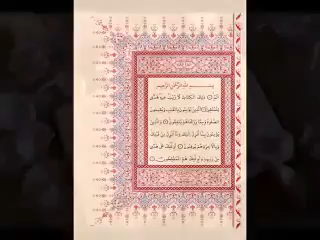 بسم الله الرحمن الرحيم
الم ذلك الكتاب لا ريب فيه هدى
للمتقين الذين يؤمنون بالغيب ويقيمون
الصلوة ومما رزقناهم ينفقون والذين
يؤمنون بما أنزل إليك وما أنزل من قبلك
وبالآخرة هم يوقنون أولئك على هدى
من ربهم وأولئك هم المفلحون